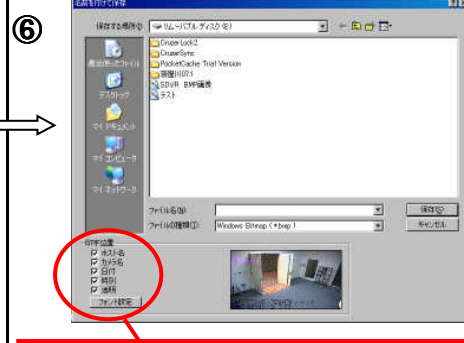 ⑥
名前を付けて保存
保存する場所(I): リムーバブル ディスク (E:)
CruzerLock2
CruzerSync
PocketCache Trial Version
SDVR BMP画像
テスト
最近使ったファイル
デスクトップ
マイ ドキュメント
マイ コンピュータ
マイ ネットワーク
ファイル名(N):
保存(S)
ファイルの種類(T): Windows Bitmap (*.bmp)
キャンセル
印字位置
ホスト名
カメラ名
日付
時刻
透明
フォント設定